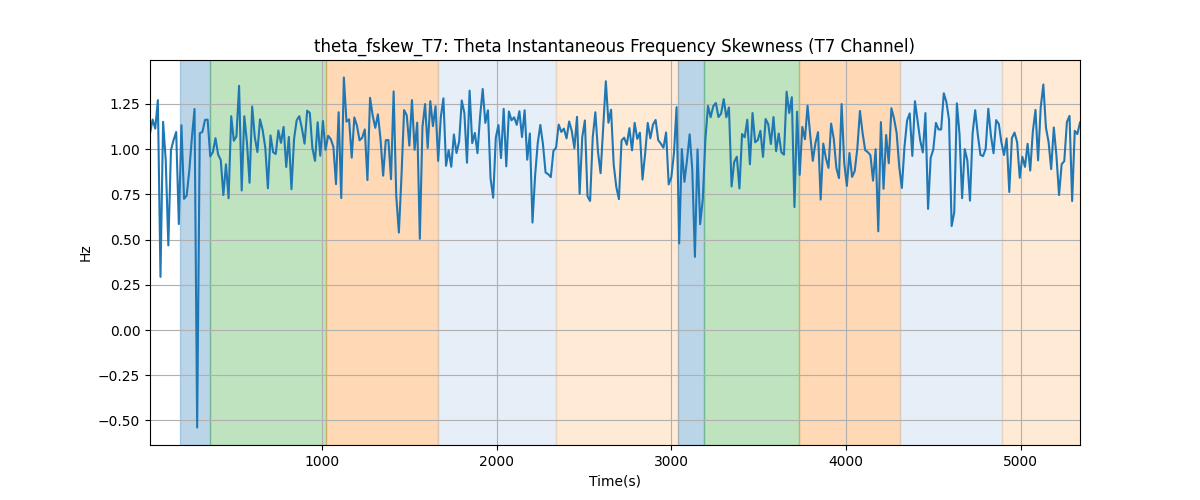 theta_fskew_T7: Theta Instantaneous Frequency Skewness (T7 Channel)
1.25
1.00
0.75
0.50
0.25
0.00
−0.25
−0.50
Hz
1000 2000 3000 4000 5000
Time(s)